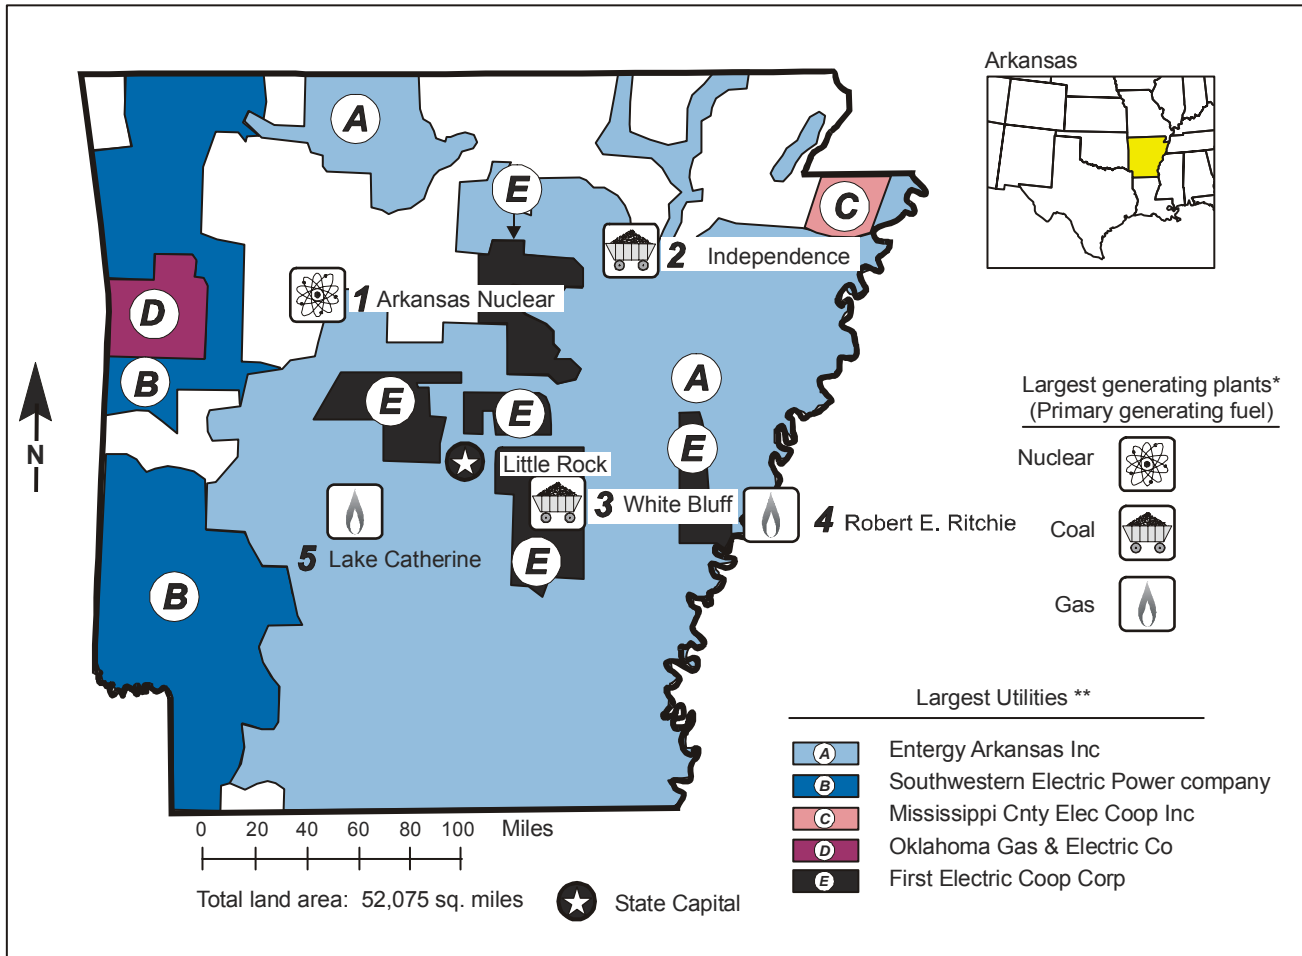 Arkansas
A
E
C
2 Independence
1 Arkansas Nuclear
D
B
A
E
E
E
Little Rock
3 White Bluff
4 Robert E. Ritchie
5 Lake Catherine
E
B
N
Largest generating plants*
(Primary generating fuel)
Nuclear
Coal
Gas
Largest Utilities **
A Entergy Arkansas Inc
B Southwestern Electric Power company
C Mississippi Cnty Elec Coop Inc
D Oklahoma Gas & Electric Co
E First Electric Coop Corp
0 20 40 60 80 100 Miles
Total land area: 52,075 sq. miles
State Capital